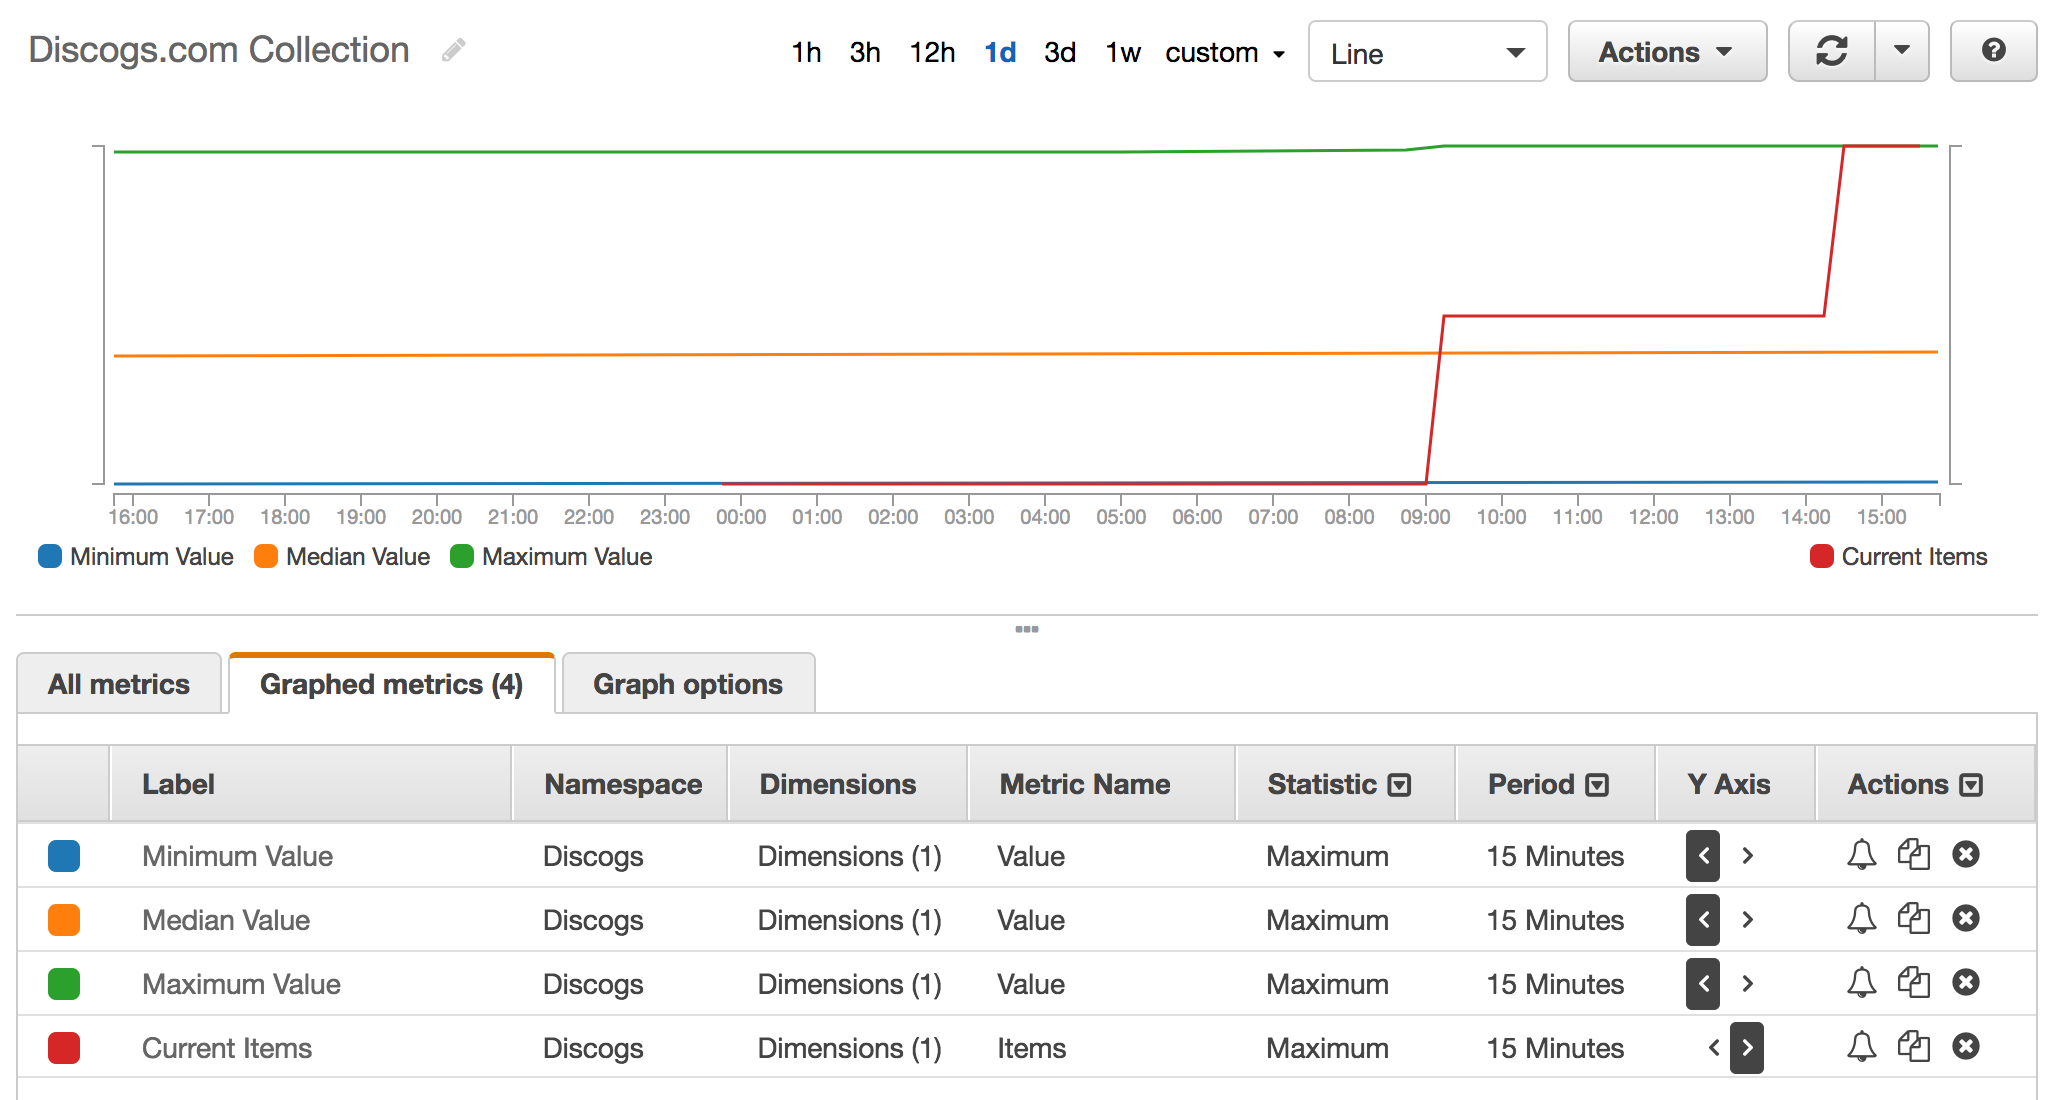 Discogs.com Collection 1h 3h 12h 1d 3d 1w custom Line Actions
16:00 17:00 18:00 19:00 20:00 21:00 22:00 23:00 00:00 01:00 02:00 03:00 04:00 05:00 06:00 07:00 08:00 09:00 10:00 11:00 12:00 13:00 14:00 15:00
Minimum Value Median Value Maximum Value Current Items
All metrics Graphed metrics (4) Graph options
Label Namespace Dimensions Metric Name Statistic Period Y Axis Actions
Minimum Value Discogs Dimensions (1) Value Maximum 15 Minutes
Median Value Discogs Dimensions (1) Value Maximum 15 Minutes
Maximum Value Discogs Dimensions (1) Value Maximum 15 Minutes
Current Items Discogs Dimensions (1) Items Maximum 15 Minutes